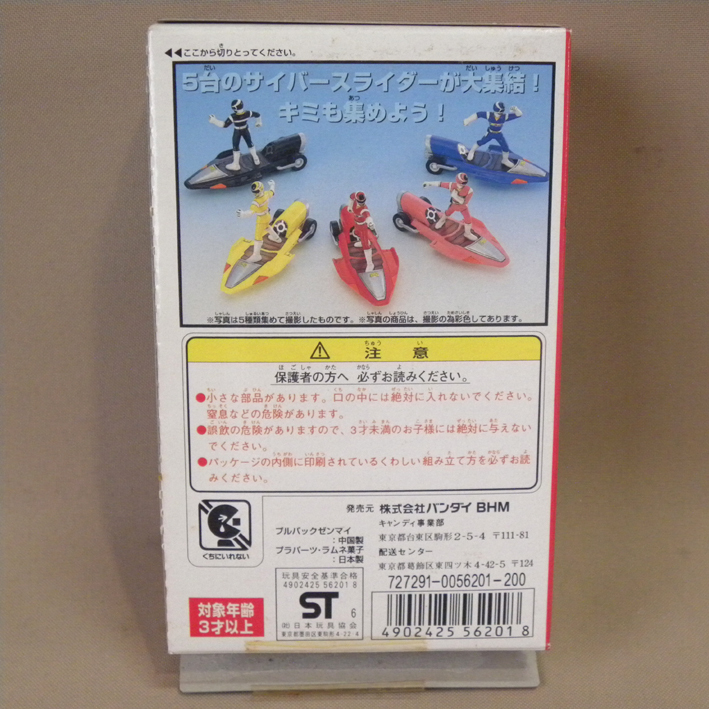 ◀◀ここから切りとってください。
5台のサイバースライダーが大集結！
キミも集めよう！
※写真は5種類集めて撮影したものです。 ※写真の商品は、撮影の為彩色してあります。
⚠ 注意
保護者の方へ 必ずお読みください。
●小さな部品があります。口の中には絶対に入れないでください。
窒息などの危険があります。
●誤飲の危険がありますので、3才未満のお子様には絶対に与えない
でください。
●パッケージの内側に印刷されているくわしい組み立て方を必ずお読
みください。
くちにいれない
対象年齢
3才以上
プルバックゼンマイ
：中国製
プラパーツ・ラムネ菓子
：日本製
玩具安全基準合格
4902425 56201 8
ST 6
㈳日本玩具協会
東京都墨田区東駒形4-22-4
発売元 株式会社バンダイ BHM
キャンディ事業部
東京都台東区駒形2-5-4 〒111-81
配送センター
東京都葛飾区東四ツ木4-42-5 〒124
727291-0056201-200
4902425 562018